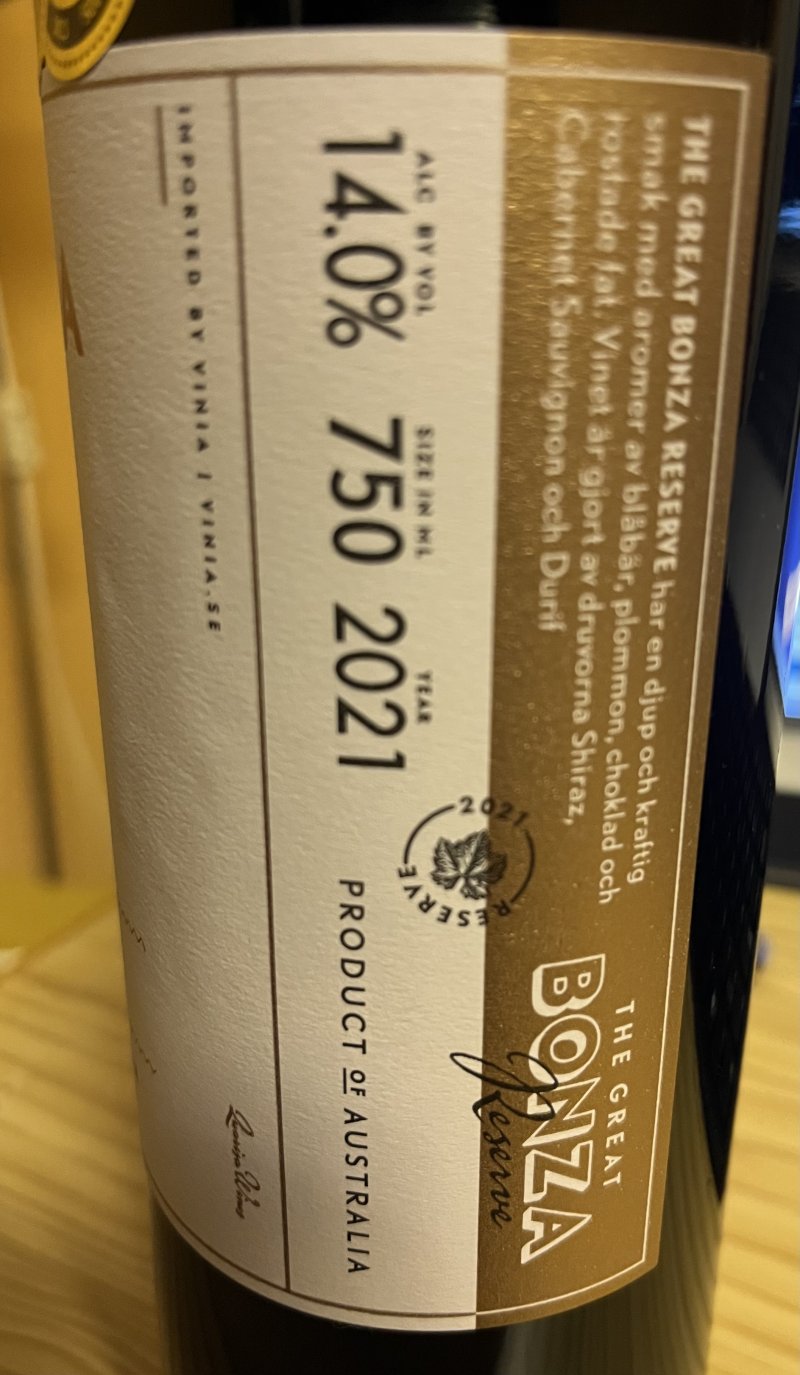 THE GREAT BONZA RESERVE har en djup och kraftig
smak med aromer av blåbär, plommon, choklad och
rostade fat. Vinet är gjort av druvorna Shiraz,
Cabernet Sauvignon och Durif
THE GREAT
BONZA
Reserve
2021
RESERVE
ALC BY VOL
14.0%
SIZE IN ML
750
YEAR
2021
PRODUCT OF AUSTRALIA
IMPORTED BY VINIA / VINIA.SE
A